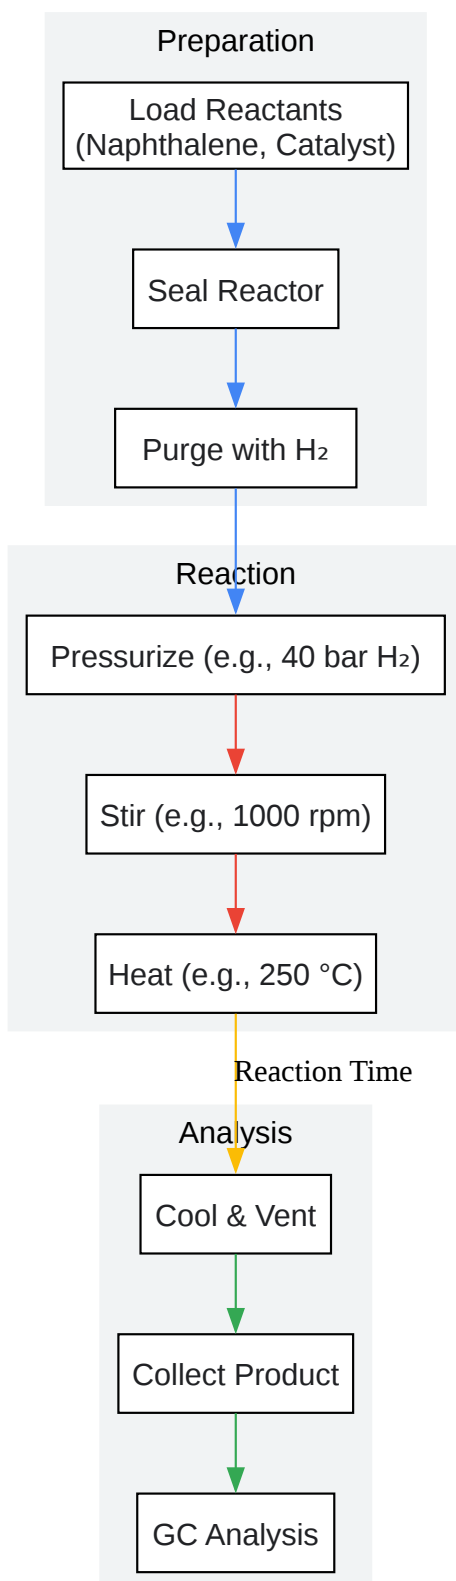 Preparation
Load Reactants
(Naphthalene, Catalyst)
Seal Reactor
Purge with H₂
Reaction
Pressurize (e.g., 40 bar H₂)
Stir (e.g., 1000 rpm)
Heat (e.g., 250 °C)
Reaction Time
Analysis
Cool & Vent
Collect Product
GC Analysis